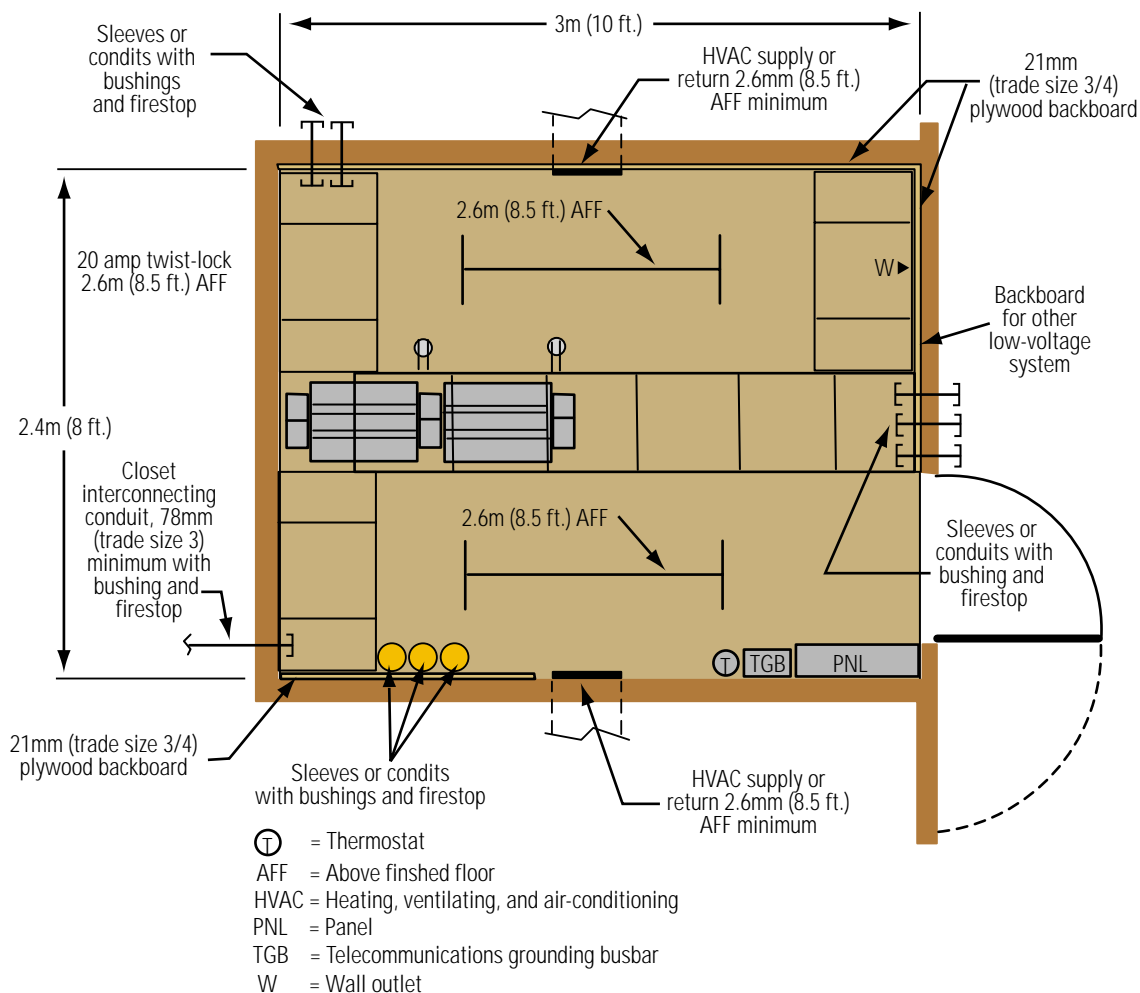 3m (10 ft.)
Sleeves or
condits with
bushings
and firestop
HVAC supply or
return 2.6mm (8.5 ft.)
AFF minimum
21mm
(trade size 3/4)
plywood backboard
2.6m (8.5 ft.) AFF
20 amp twist-lock
2.6m (8.5 ft.) AFF
W
Backboard
for other
low-voltage
system
2.4m (8 ft.)
Closet
interconnecting
conduit, 78mm
(trade size 3)
minimum with
bushing and
firestop
2.6m (8.5 ft.) AFF
Sleeves or
conduits with
bushing and
firestop
T
TGB
PNL
21mm (trade size 3/4)
plywood backboard
Sleeves or condits
with bushings and firestop
HVAC supply or
return 2.6mm (8.5 ft.)
AFF minimum
T = Thermostat
AFF = Above finshed floor
HVAC = Heating, ventilating, and air-conditioning
PNL = Panel
TGB = Telecommunications grounding busbar
W = Wall outlet